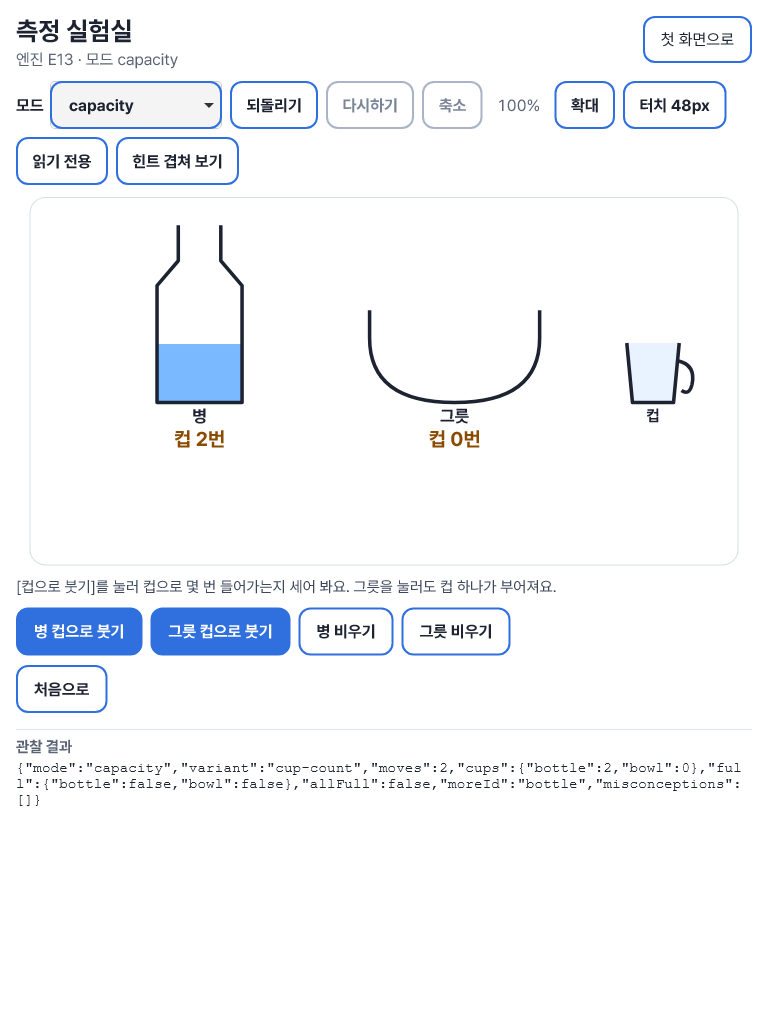 측정 실험실
엔진 E13 · 모드 capacity
첫 화면으로
모드 capacity 되돌리기 다시하기 축소 100% 확대 터치 48px
읽기 전용 힌트 겹쳐 보기
병 그릇 컵
컵 2번 컵 0번
[컵으로 붓기]를 눌러 컵으로 몇 번 들어가는지 세어 봐요. 그릇을 눌러도 컵 하나가 부어져요.
병 컵으로 붓기 그릇 컵으로 붓기 병 비우기 그릇 비우기
처음으로
관찰 결과
{"mode":"capacity","variant":"cup-count","moves":2,"cups":{"bottle":2,"bowl":0},"ful
l":{"bottle":false,"bowl":false},"allFull":false,"moreId":"bottle","misconceptions":
[]}